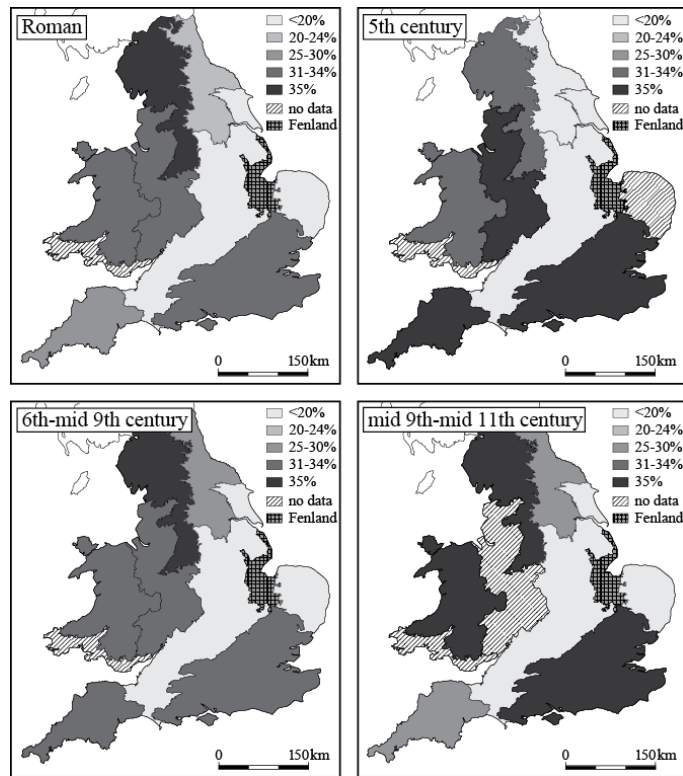 Roman
<20%
20-24%
25-30%
31-34%
35%
no data
Fenland
0 150km
5th century
<20%
20-24%
25-30%
31-34%
35%
no data
Fenland
0 150km
6th-mid 9th century
<20%
20-24%
25-30%
31-34%
35%
no data
Fenland
0 150km
mid 9th-mid 11th century
<20%
20-24%
25-30%
31-34%
35%
no data
Fenland
0 150km